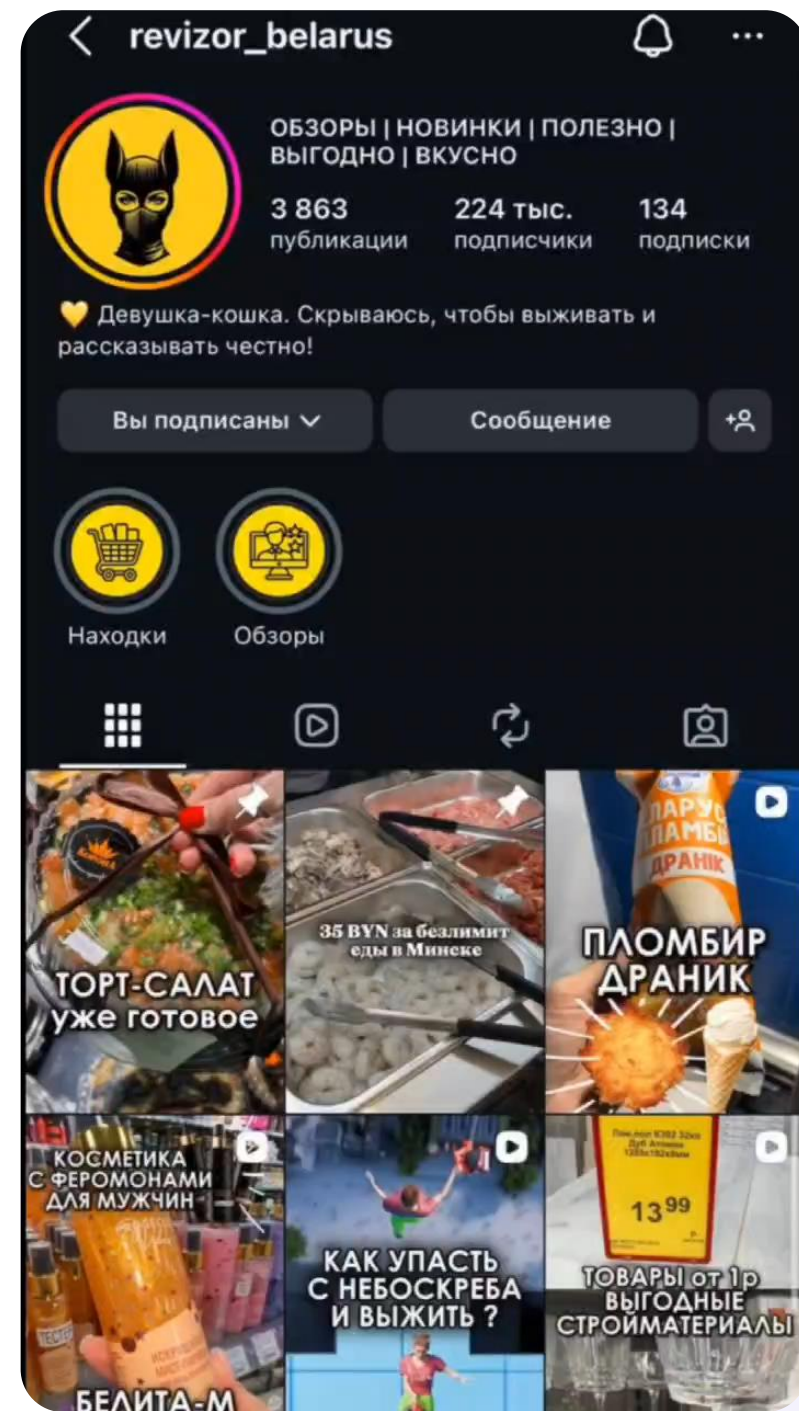 revizor_belarus
ОБЗОРЫ | НОВИНКИ | ПОЛЕЗНО |
ВЫГОДНО | ВКУСНО
3 863
224 тыс.
134
публикации
подписчики
подписки
💛 Девушка-кошка. Скрываюсь, чтобы выживать и
рассказывать честно!
Вы подписаны
Сообщение
Находки
Обзоры
ТОРТ-САЛАТ
уже готовое
35 BYN за безлимит
еды в Минске
ДРАНІК
ПЛОМБИР
ДРАНИК
КОСМЕТИКА
С ФЕРОМОНАМИ
ДЛЯ МУЖЧИН
ТЕСТЕР
БЕЛИТА-М
КАК УПАСТЬ
С НЕБОСКРЕБА
И ВЫЖИТЬ ?
13 99
ТОВАРЫ от 1р
ВЫГОДНЫЕ
СТРОЙМАТЕРИАЛЫ